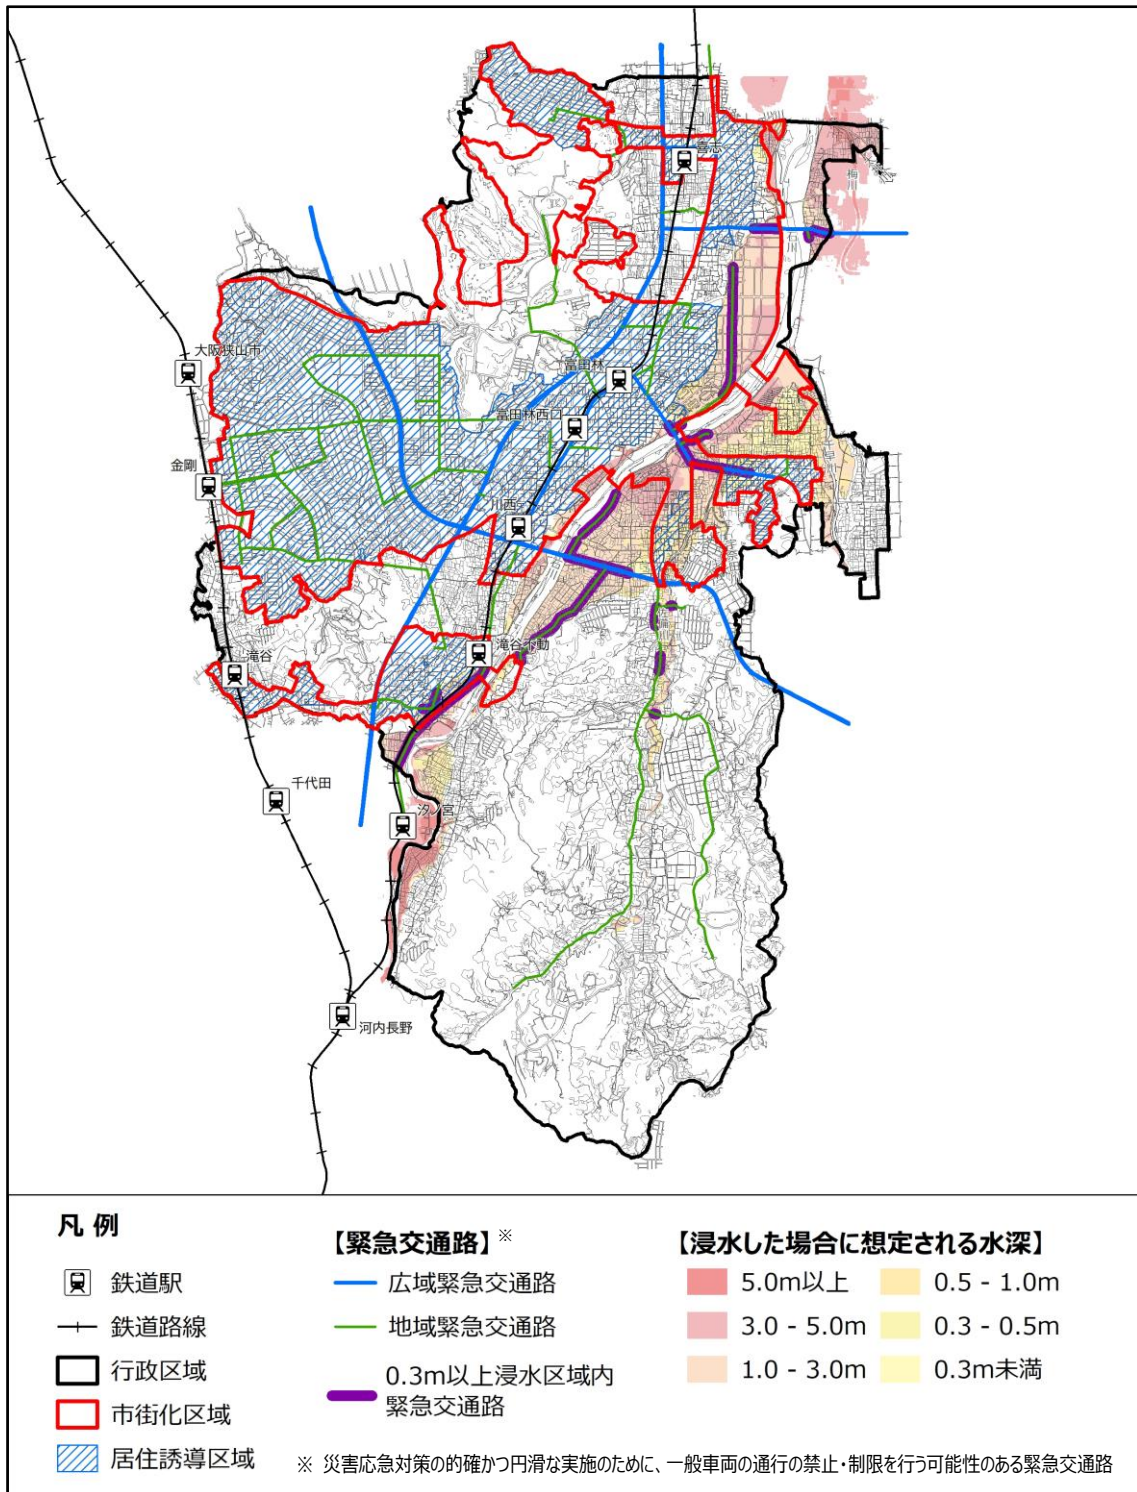 喜志
梅川
石川
大阪狭山市
富田林
富田林西口
金剛
川西
滝谷不動
滝谷
千代田
汐ノ宮
河内長野
凡 例
鉄道駅
鉄道路線
行政区域
市街化区域
居住誘導区域
【緊急交通路】※
広域緊急交通路
地域緊急交通路
0.3m以上浸水区域内
緊急交通路
【浸水した場合に想定される水深】
5.0m以上
0.5 - 1.0m
3.0 - 5.0m
0.3 - 0.5m
1.0 - 3.0m
0.3m未満
※ 災害応急対策の的確かつ円滑な実施のために、一般車両の通行の禁止・制限を行う可能性のある緊急交通路